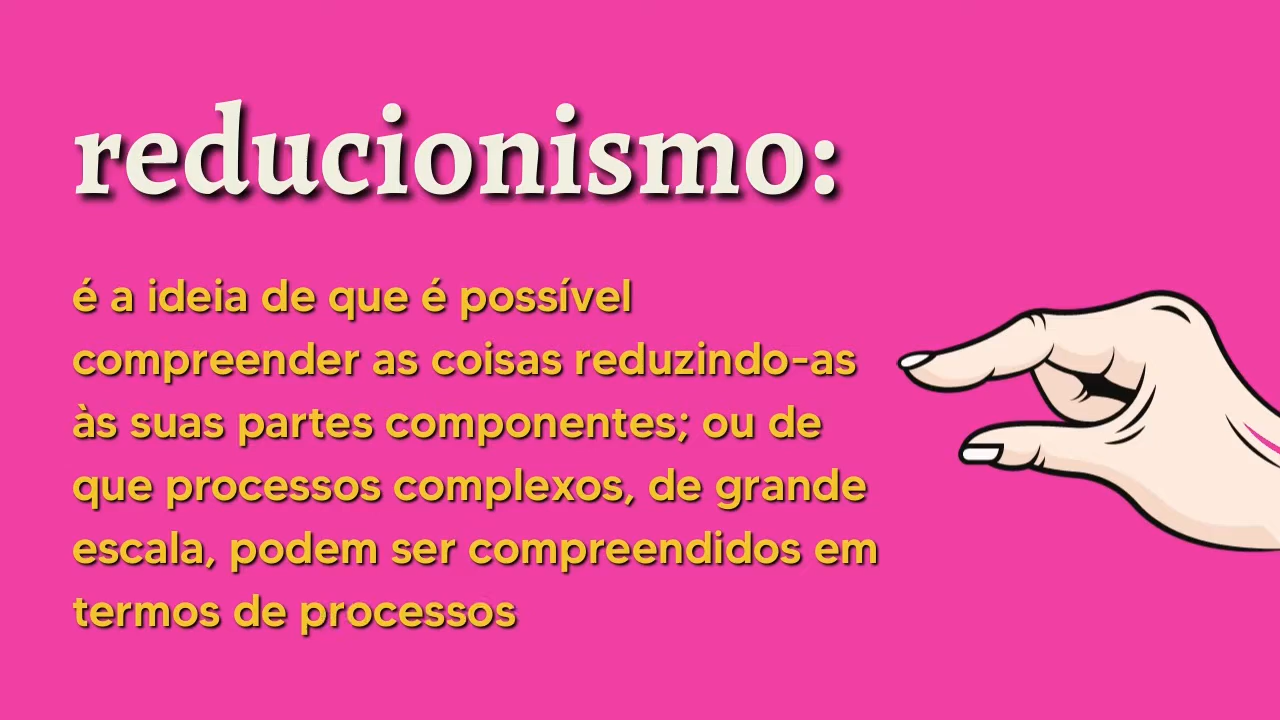 reducionismo:
é a ideia de que é possível
compreender as coisas reduzindo-as
às suas partes componentes; ou de
que processos complexos, de grande
escala, podem ser compreendidos em
termos de processos